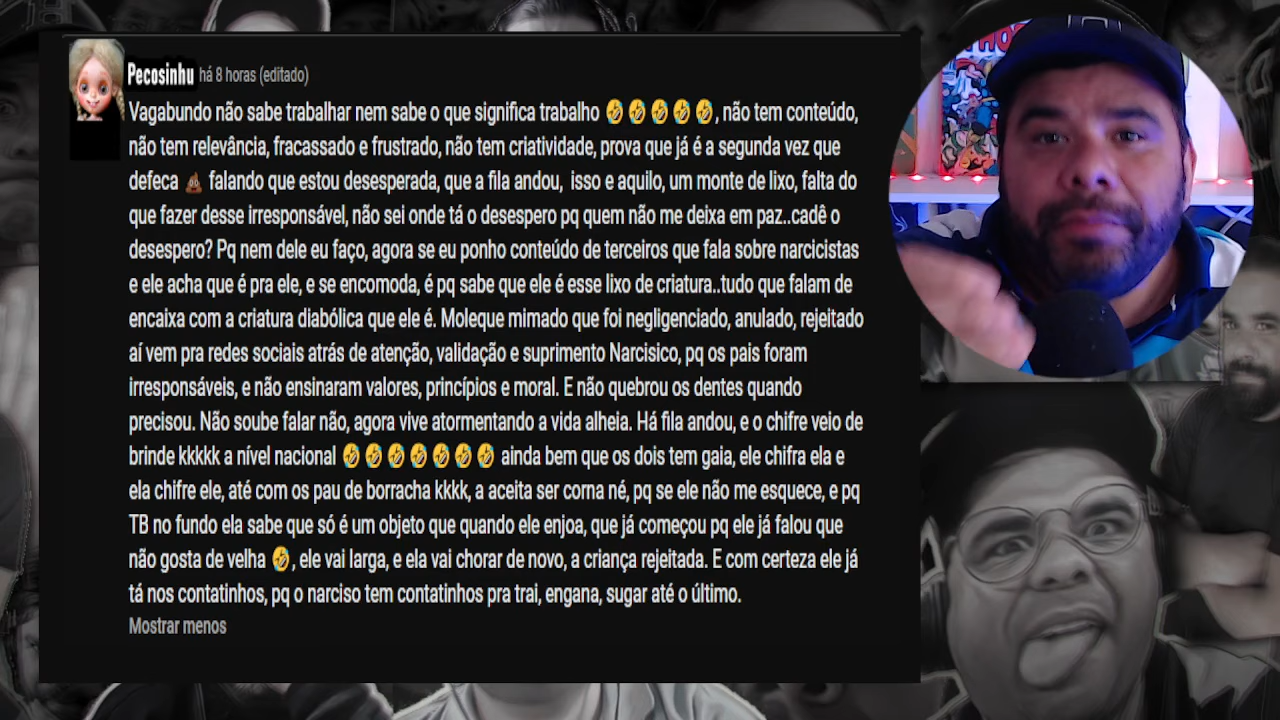 Pecosinhu há 8 horas (editado)
Vagabundo não sabe trabalhar nem sabe o que significa trabalho 🤣🤣🤣🤣🤣, não tem conteúdo,
não tem relevância, fracassado e frustrado, não tem criatividade, prova que já é a segunda vez que
defeca 💩 falando que estou desesperada, que a fila andou, isso e aquilo, um monte de lixo, falta do
que fazer desse irresponsável, não sei onde tá o desespero pq quem não me deixa em paz..cadê o
desespero? Pq nem dele eu faço, agora se eu ponho conteúdo de terceiros que fala sobre narcicistas
e ele acha que é pra ele, e se encomoda, é pq sabe que ele é esse lixo de criatura..tudo que falam de
encaixa com a criatura diabólica que ele é. Moleque mimado que foi negligenciado, anulado, rejeitado
aí vem pra redes sociais atrás de atenção, validação e suprimento Narcisico, pq os pais foram
irresponsáveis, e não ensinaram valores, princípios e moral. E não quebrou os dentes quando
precisou. Não soube falar não, agora vive atormentando a vida alheia. Há fila andou, e o chifre veio de
brinde kkkkk a nível nacional 🤣🤣🤣🤣🤣🤣🤣 ainda bem que os dois tem gaia, ele chifra ela e
ela chifre ele, até com os pau de borracha kkkk, a aceita ser corna né, pq se ele não me esquece, e pq
TB no fundo ela sabe que só é um objeto que quando ele enjoa, que já começou pq ele já falou que
não gosta de velha 🤣, ele vai larga, e ela vai chorar de novo, a criança rejeitada. E com certeza ele já
tá nos contatinhos, pq o narciso tem contatinhos pra trai, engana, sugar até o último.
Mostrar menos